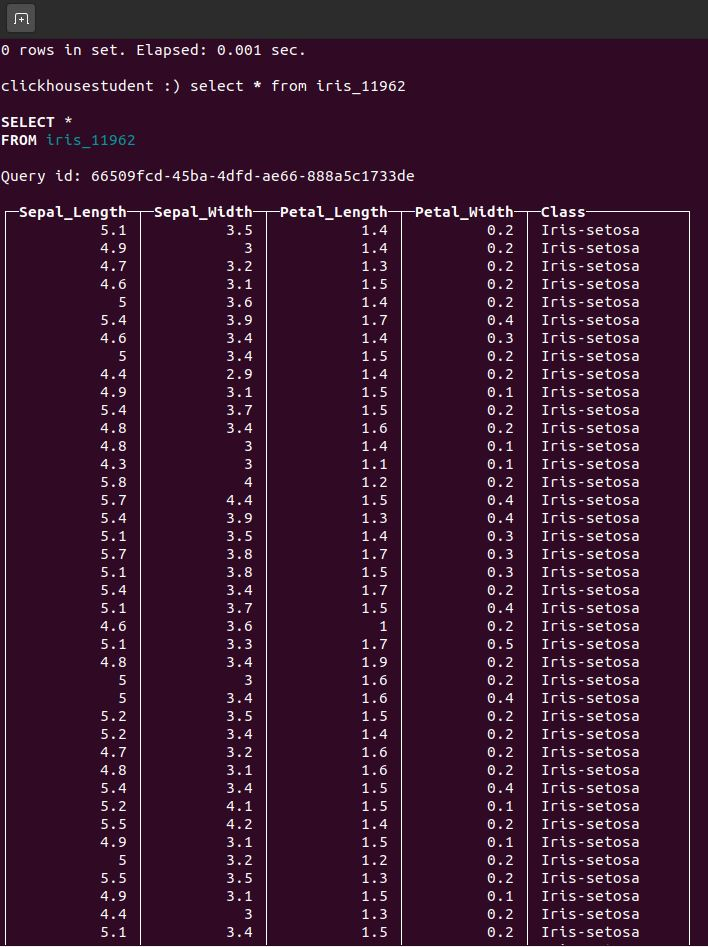 0 rows in set. Elapsed: 0.001 sec.
clickhousestudent :) select * from iris_11962
SELECT *
FROM iris_11962
Query id: 66509fcd-45ba-4dfd-ae66-888a5c1733de
Sepal_Length Sepal_Width Petal_Length Petal_Width Class
5.1 3.5 1.4 0.2 Iris-setosa
4.9 3 1.4 0.2 Iris-setosa
4.7 3.2 1.3 0.2 Iris-setosa
4.6 3.1 1.5 0.2 Iris-setosa
5 3.6 1.4 0.2 Iris-setosa
5.4 3.9 1.7 0.4 Iris-setosa
4.6 3.4 1.4 0.3 Iris-setosa
5 3.4 1.5 0.2 Iris-setosa
4.4 2.9 1.4 0.2 Iris-setosa
4.9 3.1 1.5 0.1 Iris-setosa
5.4 3.7 1.5 0.2 Iris-setosa
4.8 3.4 1.6 0.2 Iris-setosa
4.8 3 1.4 0.1 Iris-setosa
4.3 3 1.1 0.1 Iris-setosa
5.8 4 1.2 0.2 Iris-setosa
5.7 4.4 1.5 0.4 Iris-setosa
5.4 3.9 1.3 0.4 Iris-setosa
5.1 3.5 1.4 0.3 Iris-setosa
5.7 3.8 1.7 0.3 Iris-setosa
5.1 3.8 1.5 0.3 Iris-setosa
5.4 3.4 1.7 0.2 Iris-setosa
5.1 3.7 1.5 0.4 Iris-setosa
4.6 3.6 1 0.2 Iris-setosa
5.1 3.3 1.7 0.5 Iris-setosa
4.8 3.4 1.9 0.2 Iris-setosa
5 3 1.6 0.2 Iris-setosa
5 3.4 1.6 0.4 Iris-setosa
5.2 3.5 1.5 0.2 Iris-setosa
5.2 3.4 1.4 0.2 Iris-setosa
4.7 3.2 1.6 0.2 Iris-setosa
4.8 3.1 1.6 0.2 Iris-setosa
5.4 3.4 1.5 0.4 Iris-setosa
5.2 4.1 1.5 0.1 Iris-setosa
5.5 4.2 1.4 0.2 Iris-setosa
4.9 3.1 1.5 0.1 Iris-setosa
5 3.2 1.2 0.2 Iris-setosa
5.5 3.5 1.3 0.2 Iris-setosa
4.9 3.1 1.5 0.1 Iris-setosa
4.4 3 1.3 0.2 Iris-setosa
5.1 3.4 1.5 0.2 Iris-setosa